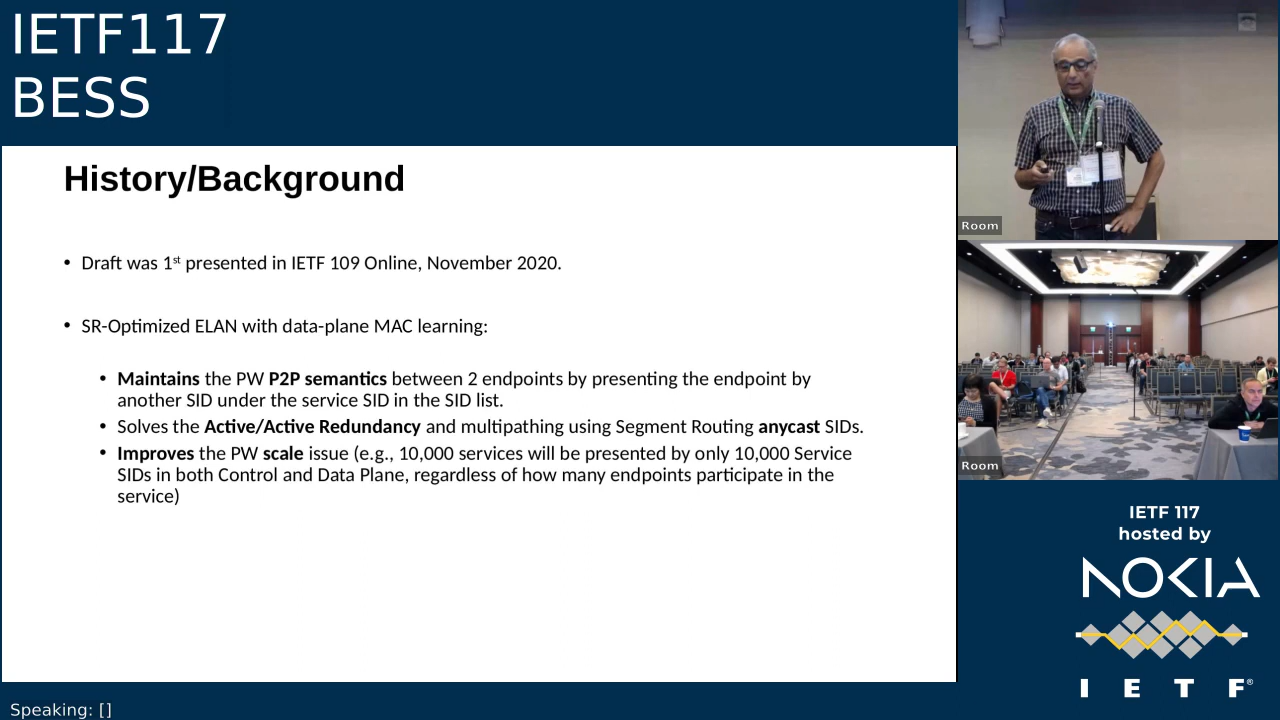 IETF117
BESS
History/Background
• Draft was 1st presented in IETF 109 Online, November 2020.
• SR-Optimized ELAN with data-plane MAC learning:
• Maintains the PW P2P semantics between 2 endpoints by presenting the endpoint by
another SID under the service SID in the SID list.
• Solves the Active/Active Redundancy and multipathing using Segment Routing anycast SIDs.
• Improves the PW scale issue (e.g., 10,000 services will be presented by only 10,000 Service
SIDs in both Control and Data Plane, regardless of how many endpoints participate in the
service)
Speaking: []
Room
Room
IETF 117
hosted by
NOKIA
I E T F®